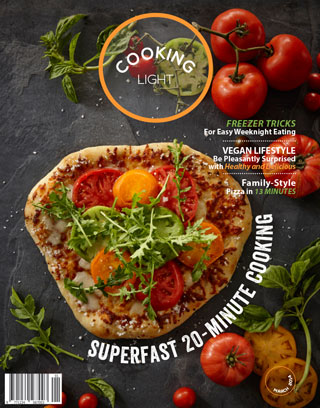 COOKING
LIGHT
FREEZER TRICKS
For Easy Weeknight Eating
VEGAN LIFESTYLE
Be Pleasantly Surprised
with Healthy and Delicious
Family-Style
Pizza in 13 MINUTES
SUPERFAST 20-MINUTE COOKING